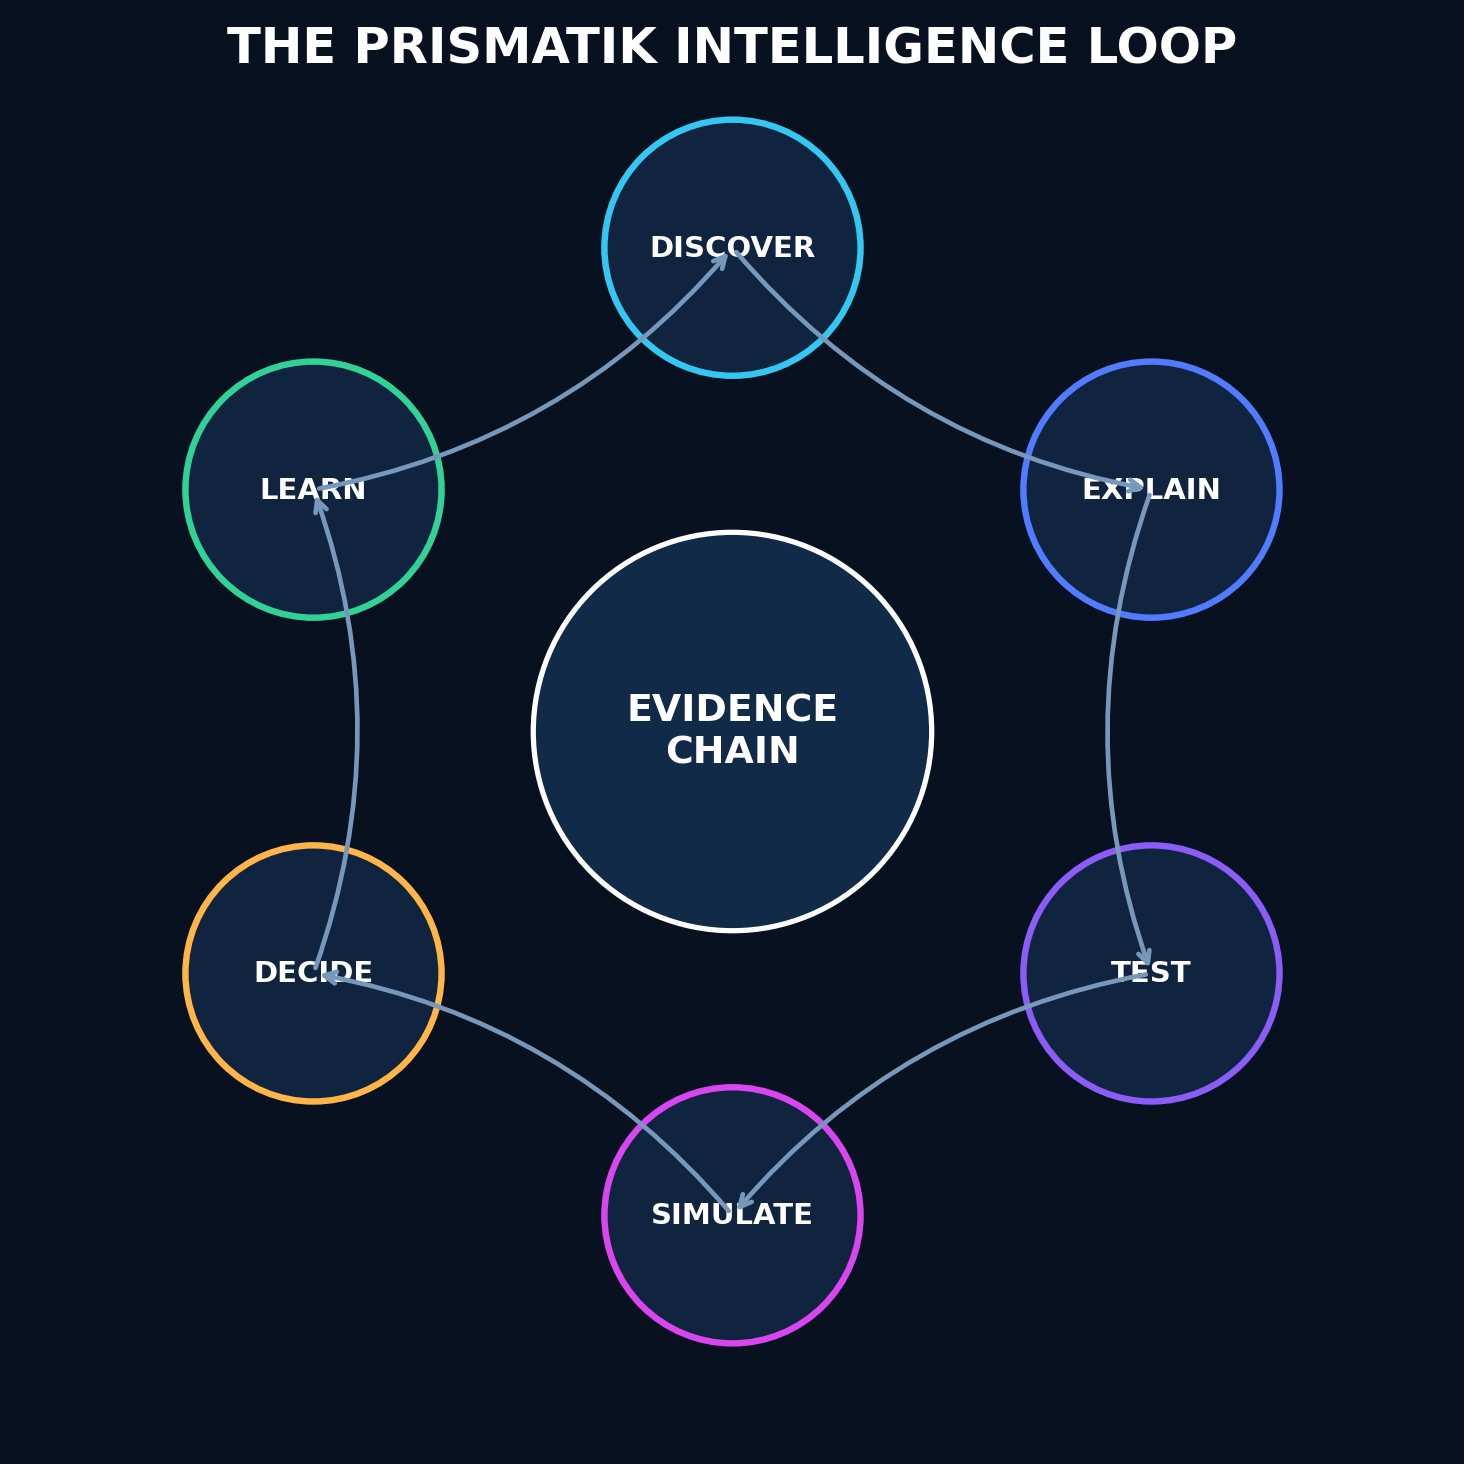 THE PRISMATIK INTELLIGENCE LOOP
DISCOVER
LEARN
EXPLAIN
EVIDENCE
CHAIN
DECIDE
TEST
SIMULATE